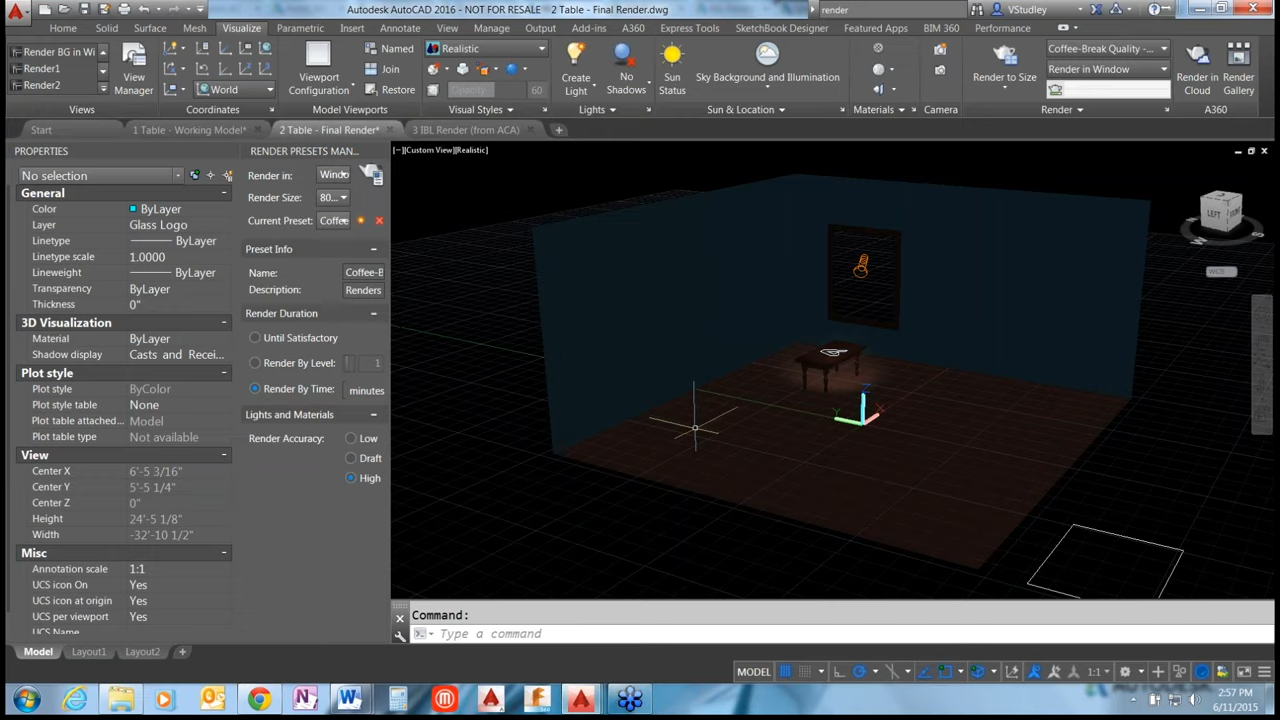 Autodesk AutoCAD 2016 - NOT FOR RESALE 2 Table - Final Render.dwg
render
VStudley
Sketch Home Solid Surface Mesh Visualize Parametric Insert Annotate View Manage Output Add-ins A360 Express Tools SketchBook Designer Featured Apps BIM 360 Performance
Render BG in Wi
Render1
Render2
View Manager
World
Viewport Configuration
Named
Join
Restore
Realistic
Opacity 60
Create Light
No Shadows
Sun Status
Sky Background and Illumination
Render to Size
Coffee-Break Quality -...
Render in Window
Render in Cloud
Render Gallery
Views Coordinates Model Viewports Visual Styles Lights Sun & Location Materials Camera Render A360
Start 1 Table - Working Model* 2 Table - Final Render* 3 IBL Render (from ACA)
PROPERTIES
No selection
General
Color ByLayer
Layer Glass Logo
Linetype ByLayer
Linetype scale 1.0000
Lineweight ByLayer
Transparency ByLayer
Thickness 0"
3D Visualization
Material ByLayer
Shadow display Casts and Recei...
Plot style
Plot style ByColor
Plot style table None
Plot table attached... Model
Plot table type Not available
View
Center X 6'-5 3/16"
Center Y 5'-5 1/4"
Center Z 0"
Height 24'-5 1/8"
Width -32'-10 1/2"
Misc
Annotation scale 1:1
UCS icon On Yes
UCS icon at origin Yes
UCS per viewport Yes
UCS Name
RENDER PRESETS MAN...
Render in: Windo
Render Size: 80...
Current Preset: Coffee
Preset Info
Name: Coffee-B
Description: Renders
Render Duration
Until Satisfactory
Render By Level: 1
Render By Time: minutes
Lights and Materials
Render Accuracy: Low
Draft
High
[−][Custom View][Realistic]
LEFT
W S
WCS
Z
Y X
Command:
Type a command
Model Layout1 Layout2
MODEL 1:1
2:57 PM
6/11/2015